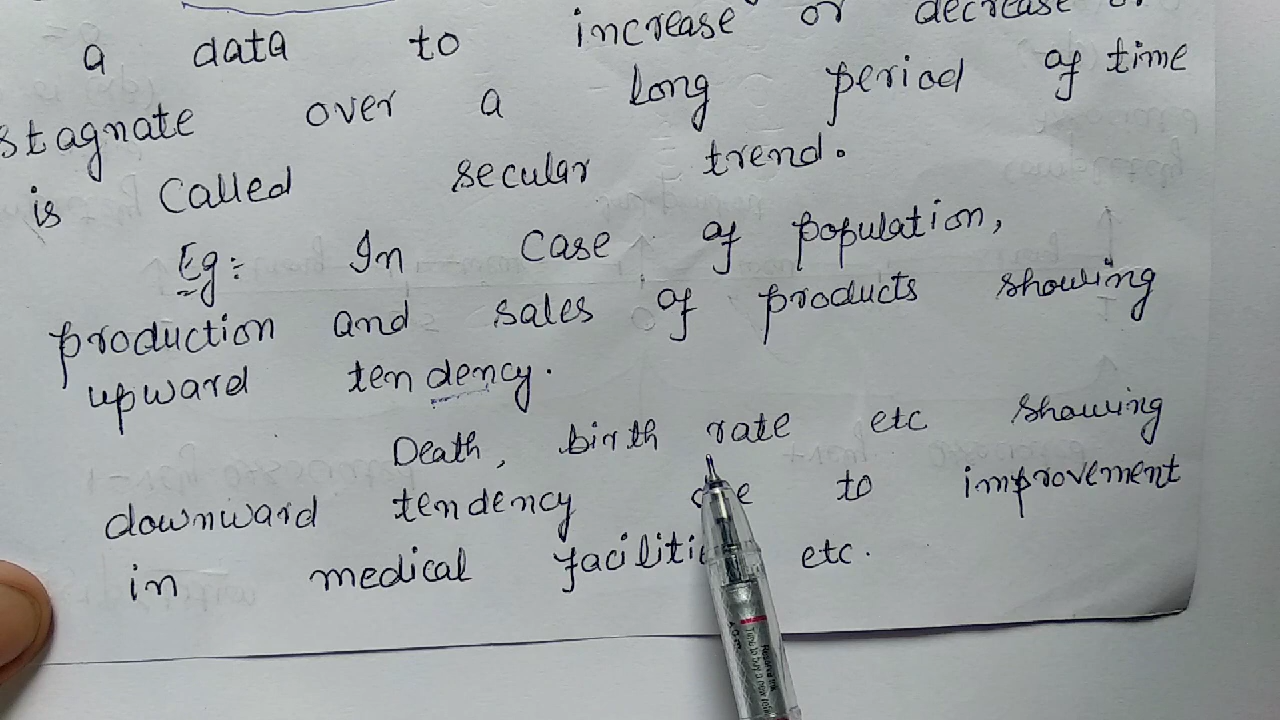 a data to increase or decrease or
stagnate over a long period of time
is called secular trend.
Eg:- In case of population,
production and sales of products showing
upward tendency.
Death, birth rate etc showing
downward tendency to improvement
in medical etc.